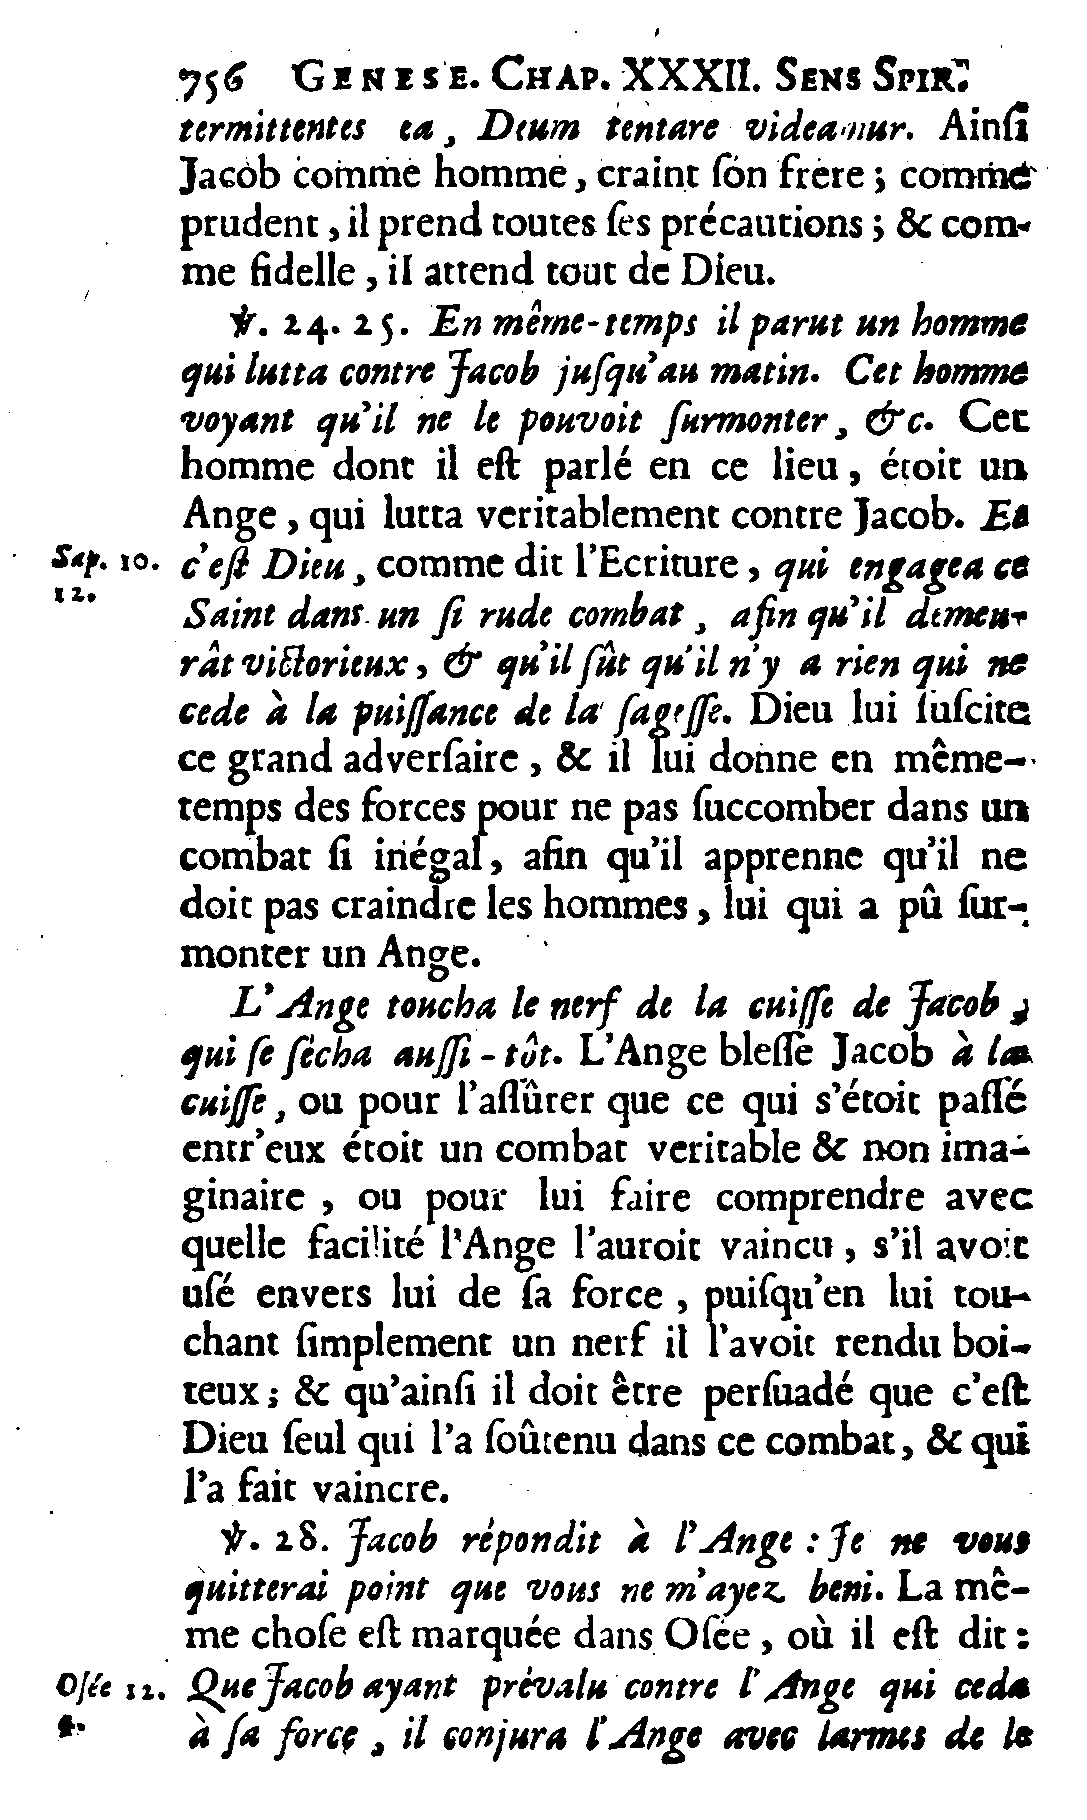 756 GENESE. CHAP. XXXII. SENS SPIR.
termittentes ea, Deum tentare videamur. Ainſi
Jacob comme homme, craint ſon frere; comme
prudent, il prend toutes ſes précautions; & com-
me fidelle, il attend tout de Dieu.
℣. 24. 25. En même-temps il parut un homme
qui lutta contre Jacob juſqu'au matin. Cet homme
voyant qu'il ne le pouvoit ſurmonter, &c. Cet
homme dont il eſt parlé en ce lieu, étoit un
Ange, qui lutta veritablement contre Jacob. Et
Sap. 10. c'eſt Dieu, comme dit l'Ecriture, qui engagea ce
12.
Saint dans un ſi rude combat, afin qu'il demeu-
rât victorieux, & qu'il ſût qu'il n'y a rien qui ne
cede à la puiſſance de la ſageſſe. Dieu lui ſuſcite
ce grand adverſaire, & il lui donne en même-
temps des forces pour ne pas ſuccomber dans un
combat ſi inégal, afin qu'il apprenne qu'il ne
doit pas craindre les hommes, lui qui a pû ſur-
monter un Ange.
L'Ange toucha le nerf de la cuiſſe de Jacob,
qui ſe ſécha auſſi-tôt. L'Ange bleſſe Jacob à la
cuiſſe, ou pour l'aſſûrer que ce qui s'étoit paſſé
entr'eux étoit un combat veritable & non ima-
ginaire, ou pour lui faire comprendre avec
quelle facilité l'Ange l'auroit vaincu, s'il avoit
uſé envers lui de ſa force, puiſqu'en lui tou-
chant ſimplement un nerf il l'avoit rendu boi-
teux; & qu'ainſi il doit être perſuadé que c'eſt
Dieu ſeul qui l'a ſoûtenu dans ce combat, & qui
l'a fait vaincre.
℣. 28. Jacob répondit à l'Ange: Je ne vous
quitterai point que vous ne m'ayez beni. La mê-
me choſe eſt marquée dans Oſée, où il eſt dit:
Oſée 12. Que Jacob ayant prévalu contre l'Ange qui ceda
4. à ſa force, il conjura l'Ange avec larmes de le